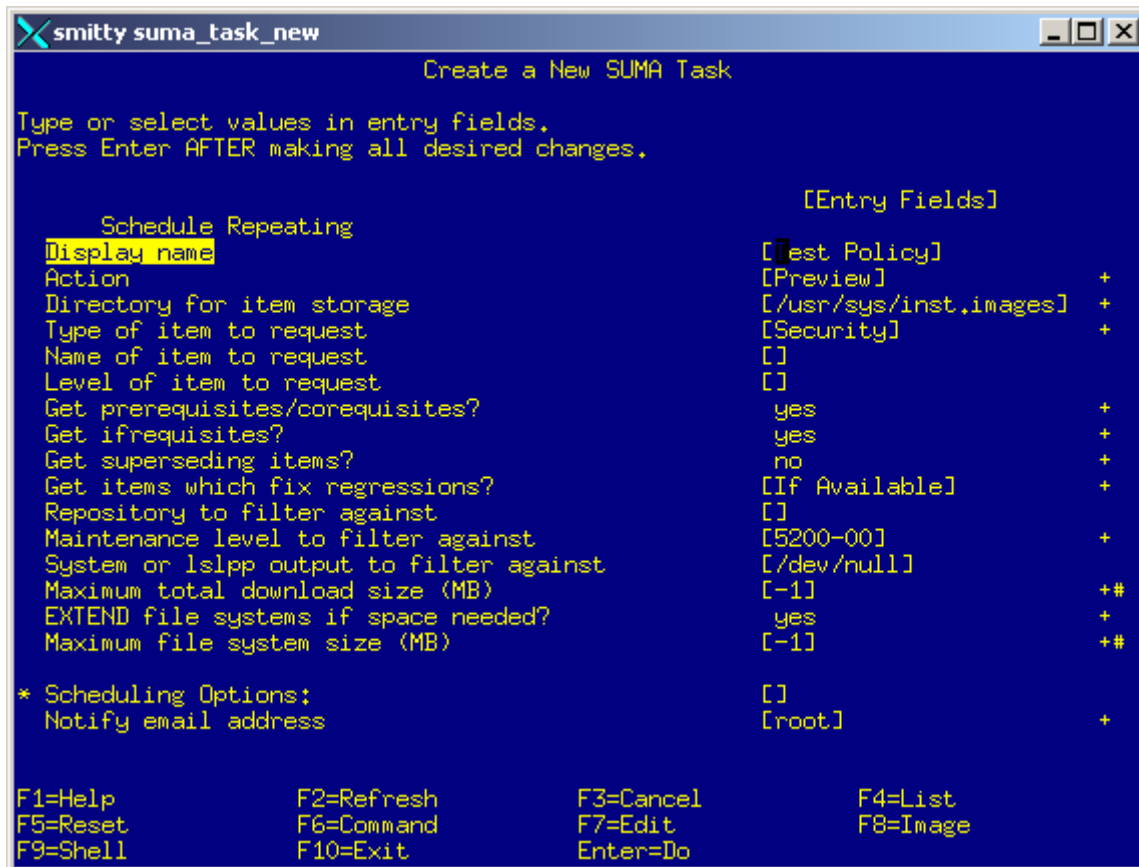 smitty suma_task_new
Create a New SUMA Task
Type or select values in entry fields.
Press Enter AFTER making all desired changes.
[Entry Fields]
Schedule Repeating
Display name [Test Policy]
Action [Preview] +
Directory for item storage [/usr/sys/inst.images] +
Type of item to request [Security] +
Name of item to request []
Level of item to request []
Get prerequisites/corequisites? yes +
Get ifrequisites? yes +
Get superseding items? no +
Get items which fix regressions? [If Available] +
Repository to filter against []
Maintenance level to filter against [5200-00] +
System or lslpp output to filter against [/dev/null]
Maximum total download size (MB) [-1] +#
EXTEND file systems if space needed? yes +
Maximum file system size (MB) [-1] +#
* Scheduling Options: []
Notify email address [root] +
F1=Help F2=Refresh F3=Cancel F4=List
F5=Reset F6=Command F7=Edit F8=Image
F9=Shell F10=Exit Enter=Do